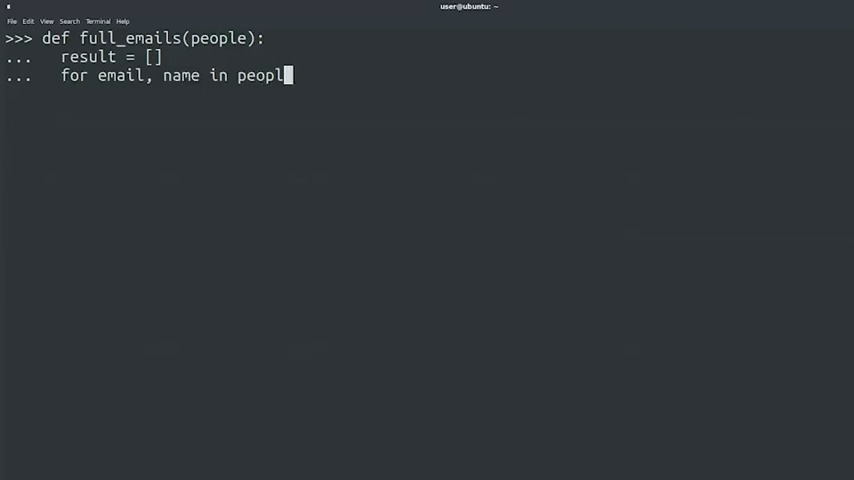 user@ubuntu: ~
File Edit View Search Terminal Help
>>> def full_emails(people):
...   result = []
...   for email, name in peopl